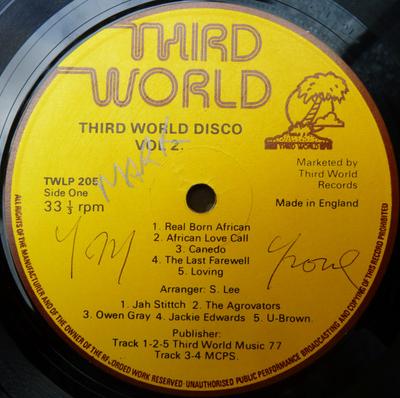 THIRD
WORLD
THIRD WORLD
THIRD WORLD DISCO
VOL 2.
MARK
TWLP 205
Side One
33 ⅓ rpm
Marketed by
Third World
Records
Made in England
1. Real Born African
2. African Love Call
3. Canedo
4. The Last Farewell
5. Loving
Arranger: S. Lee
1. Jah Stittch 2. The Agrovators
3. Owen Gray 4. Jackie Edwards 5. U-Brown.
Publisher:
Track 1-2-5 Third World Music 77
Track 3-4 MCPS.
ALL RIGHTS OF THE MANUFACTURER AND OF THE OWNER OF THE RECORDED WORK RESERVED·UNAUTHORISED PUBLIC PERFORMANCE BROADCASTING AND COPYING OF THIS RECORD PROHIBITED